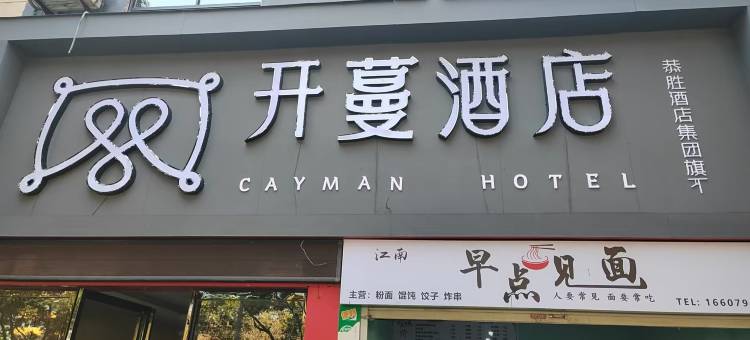 开蔓酒店
CAYMAN HOTEL
恭胜酒店集团旗下
江南
早点见面
人要常见 面要常吃
主营：粉面 馄饨 饺子 炸串
TEL: 166079